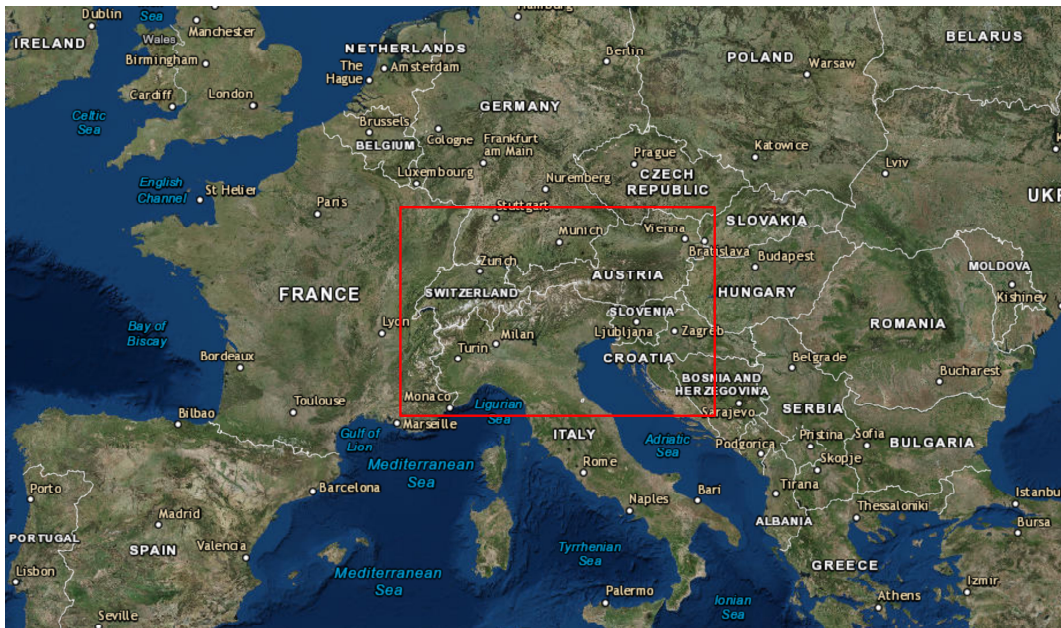 Hamburg
Dublin
Sea
IRELAND
Wales
Manchester
Birmingham
NETHERLANDS
The
Hague
Amsterdam
Berlin
POLAND
Warsaw
BELARUS
Cardiff
London
Celtic
Sea
GERMANY
Brussels
BELGIUM
Cologne
Frankfurt
am Main
Prague
CZECH
REPUBLIC
Katowice
Lviv
English
Channel
St Helier
Luxembourg
Nuremberg
UKR
Paris
Stuttgart
SLOVAKIA
Munich
Vienna
Bratislava
Zürich
Budapest
MOLDOVA
Kishinev
AUSTRIA
SWITZERLAND
FRANCE
HUNGARY
SLOVENIA
ROMANIA
Bay of
Biscay
Lyon
Milan
Ljubljana
Zagreb
Turin
CROATIA
Belgrade
Bordeaux
Bucharest
BOSNIA AND
HERZEGOVINA
Toulouse
Monaco
Ligurian
Sea
Sarajevo
SERBIA
Bilbao
Marseille
Gulf of
Lion
ITALY
Adriatic
Sea
Podgorica
Pristina
Sofia
BULGARIA
Skopje
Mediterranean
Sea
Rome
Porto
Barcelona
Naples
Bari
Tirana
Istanbu
Thessaloniki
Madrid
ALBANIA
Bursa
PORTUGAL
SPAIN
Valencia
Tyrrhenian
Sea
GREECE
Lisbon
Mediterranean
Sea
Palermo
Ionian
Sea
Izmir
Athens
Seville